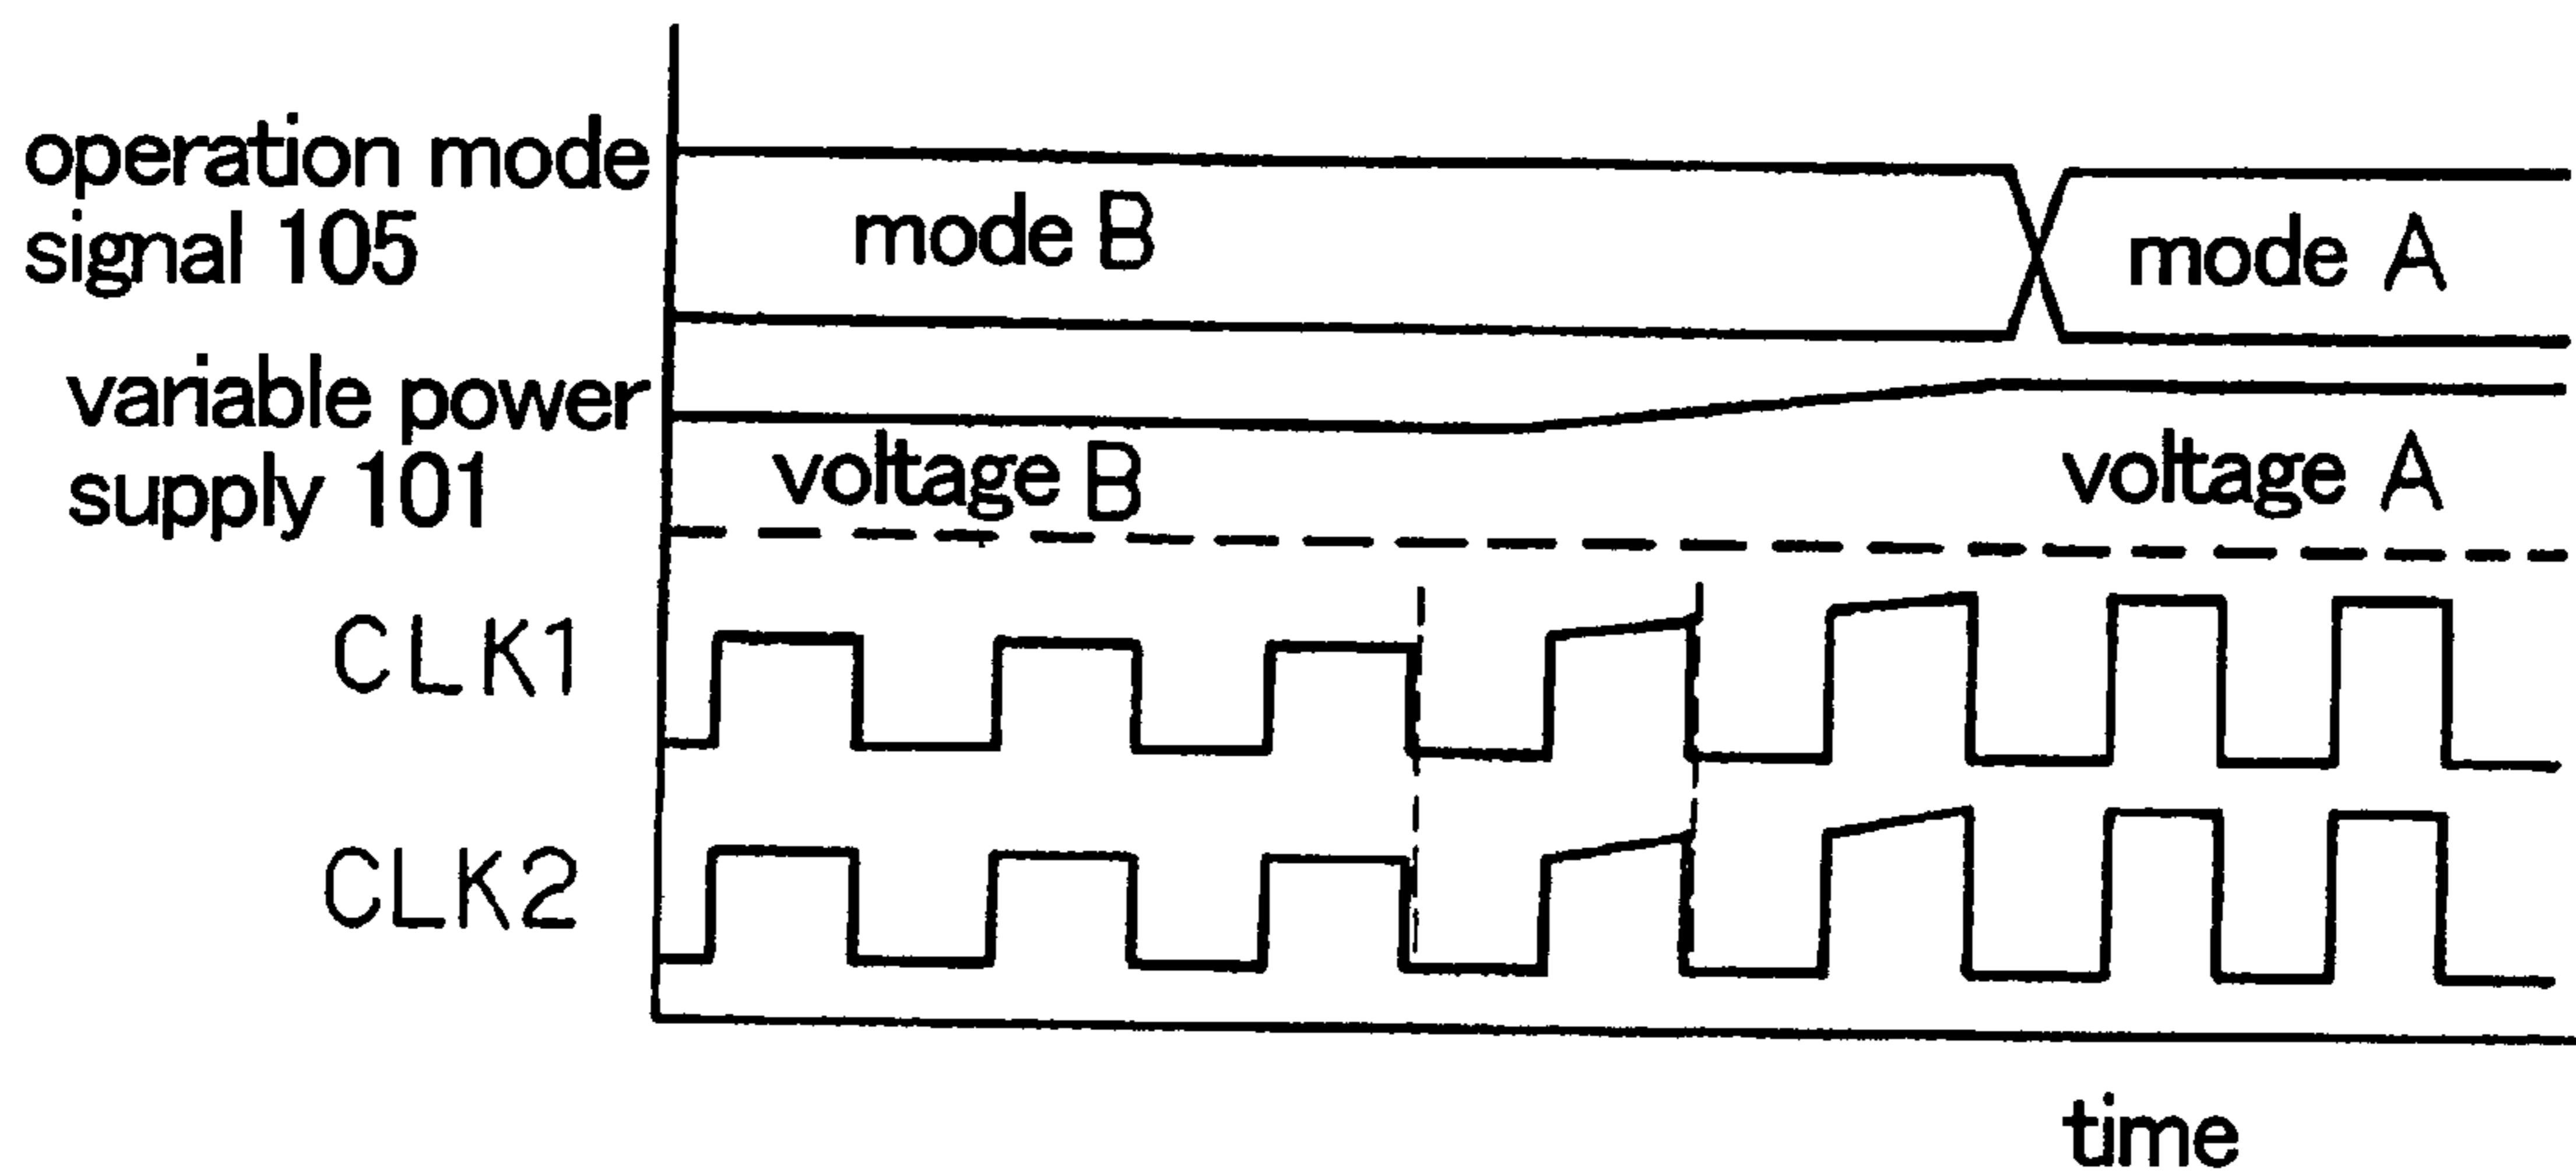 operation mode
signal 105
mode B
mode A
variable power
supply 101
voltage B
voltage A
CLK1
CLK2
time